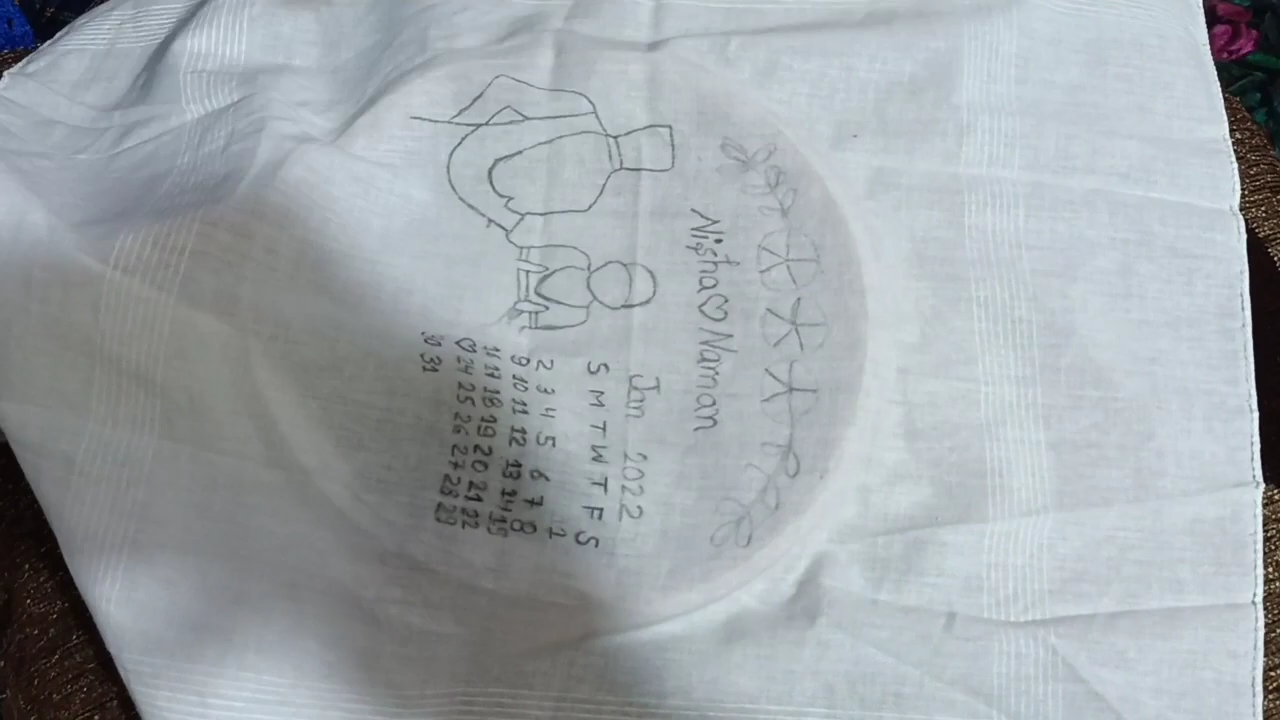 Nisha♡Naman
Jan 2022
S M T W T F S
1
2 3 4 5 6 7 8
9 10 11 12 13 14 15
17 18 19 20 21 22
♡ 24 25 26 27 28 29
30 31